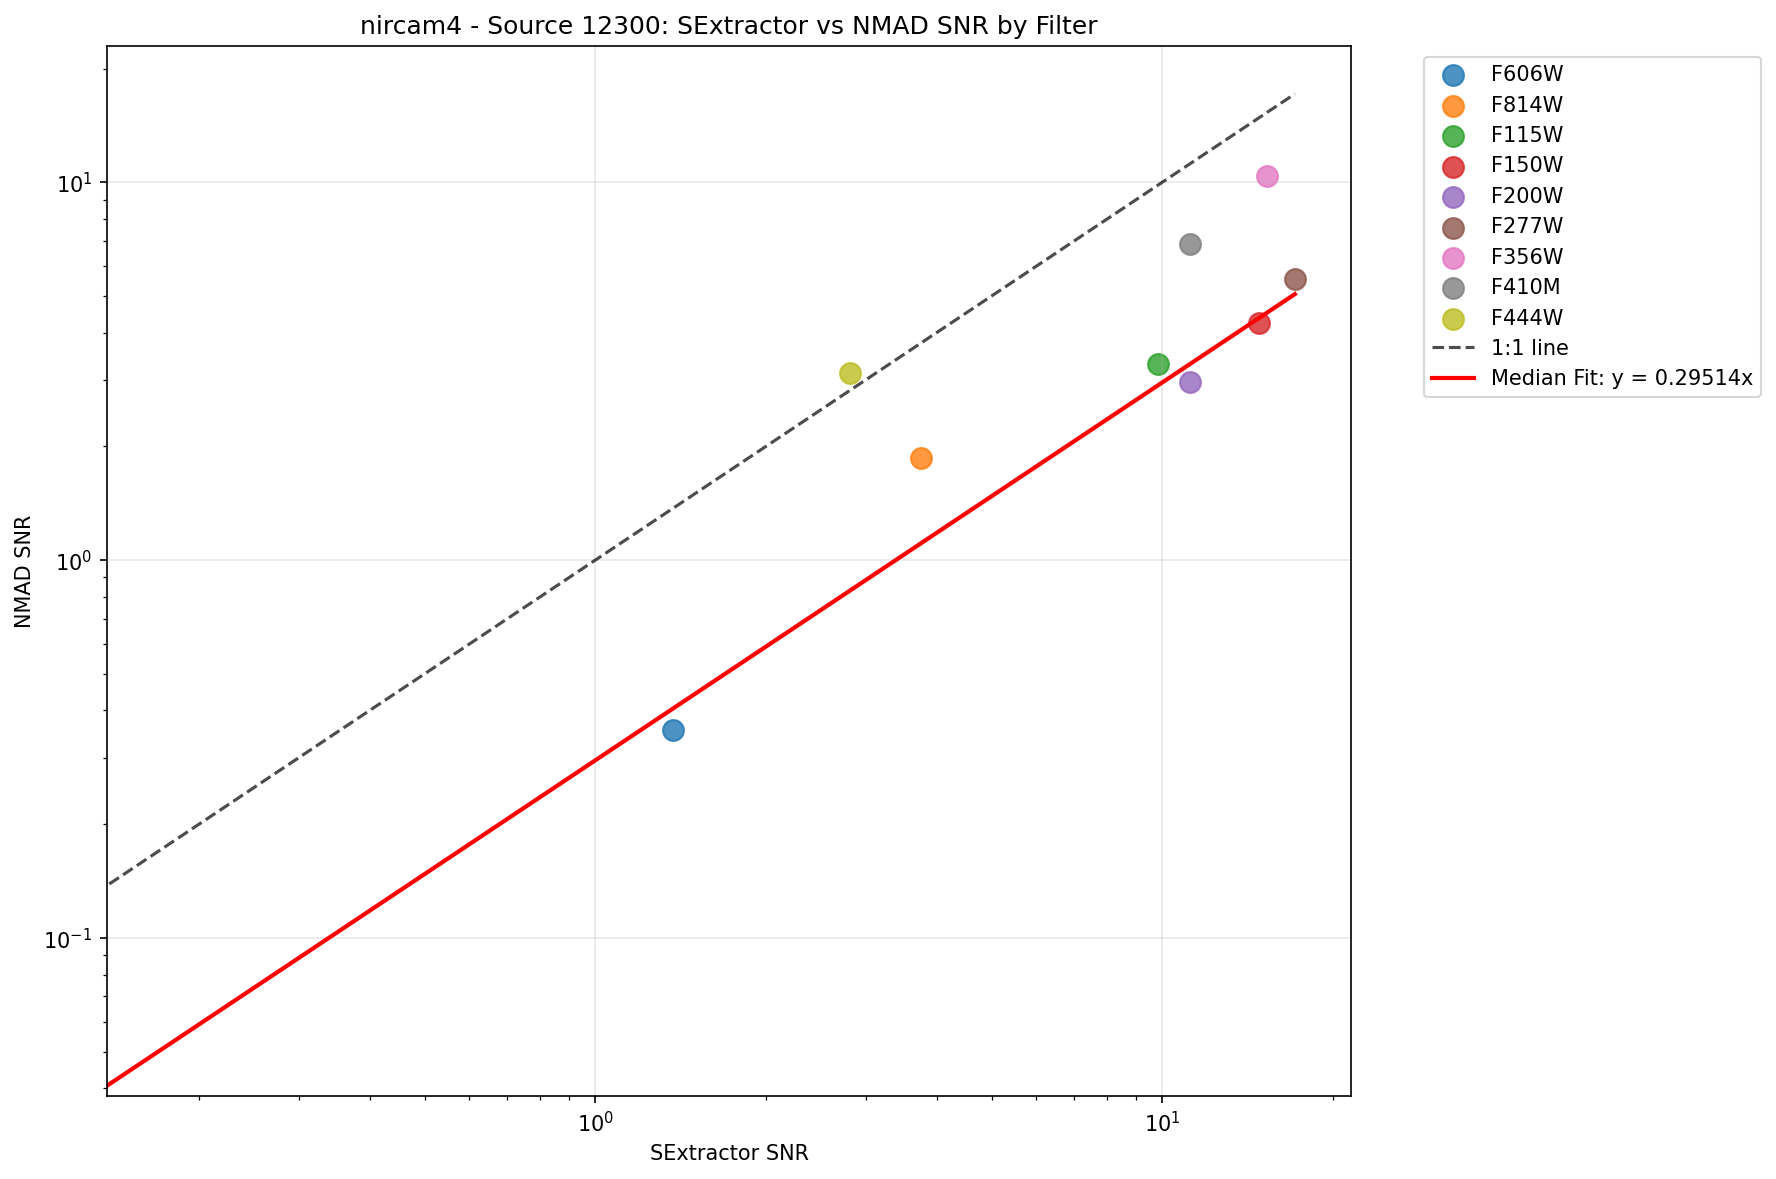 nircam4 - Source 12300: SExtractor vs NMAD SNR by Filter
F606W
F814W
F115W
F150W
F200W
F277W
F356W
F410M
F444W
1:1 line
Median Fit: y = 0.29514x
NMAD SNR
10¹
10⁰
10⁻¹
10⁰
10¹
SExtractor SNR